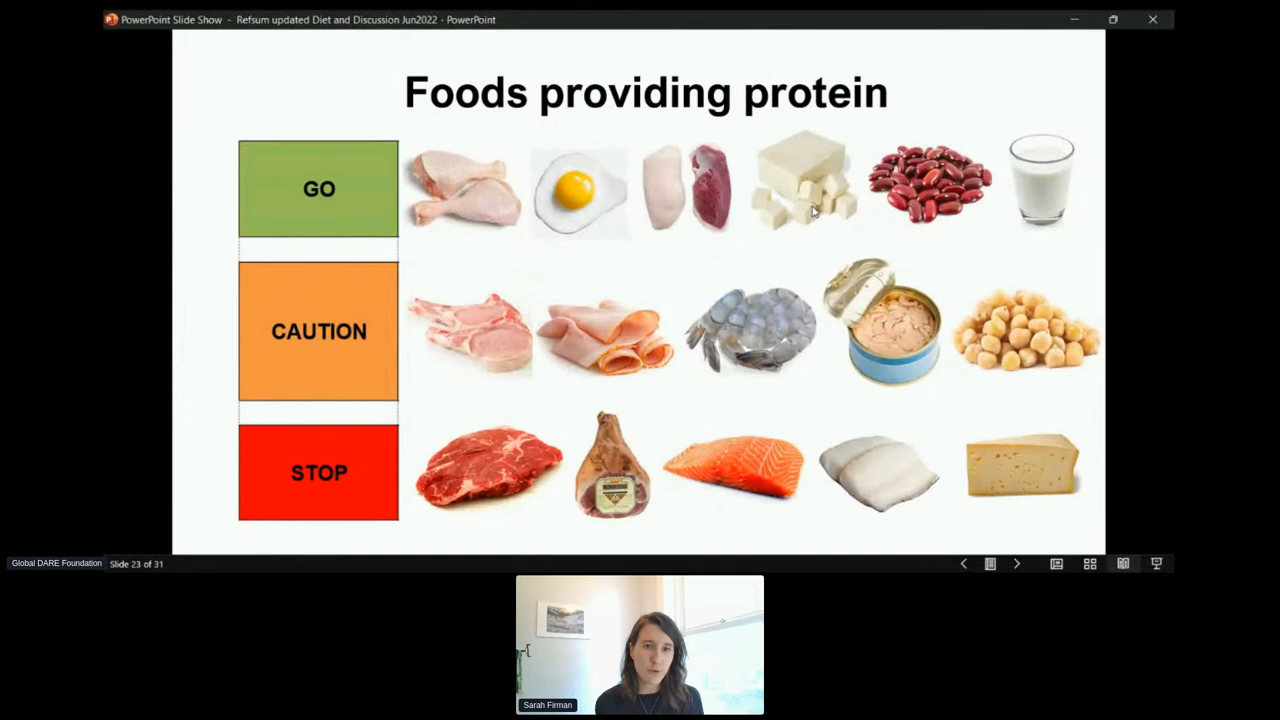 PowerPoint Slide Show - Refsum updated Diet and Discussion Jun2022 - PowerPoint
Foods providing protein
GO
CAUTION
STOP
Global DARE Foundation
Slide 23 of 31
Sarah Firman